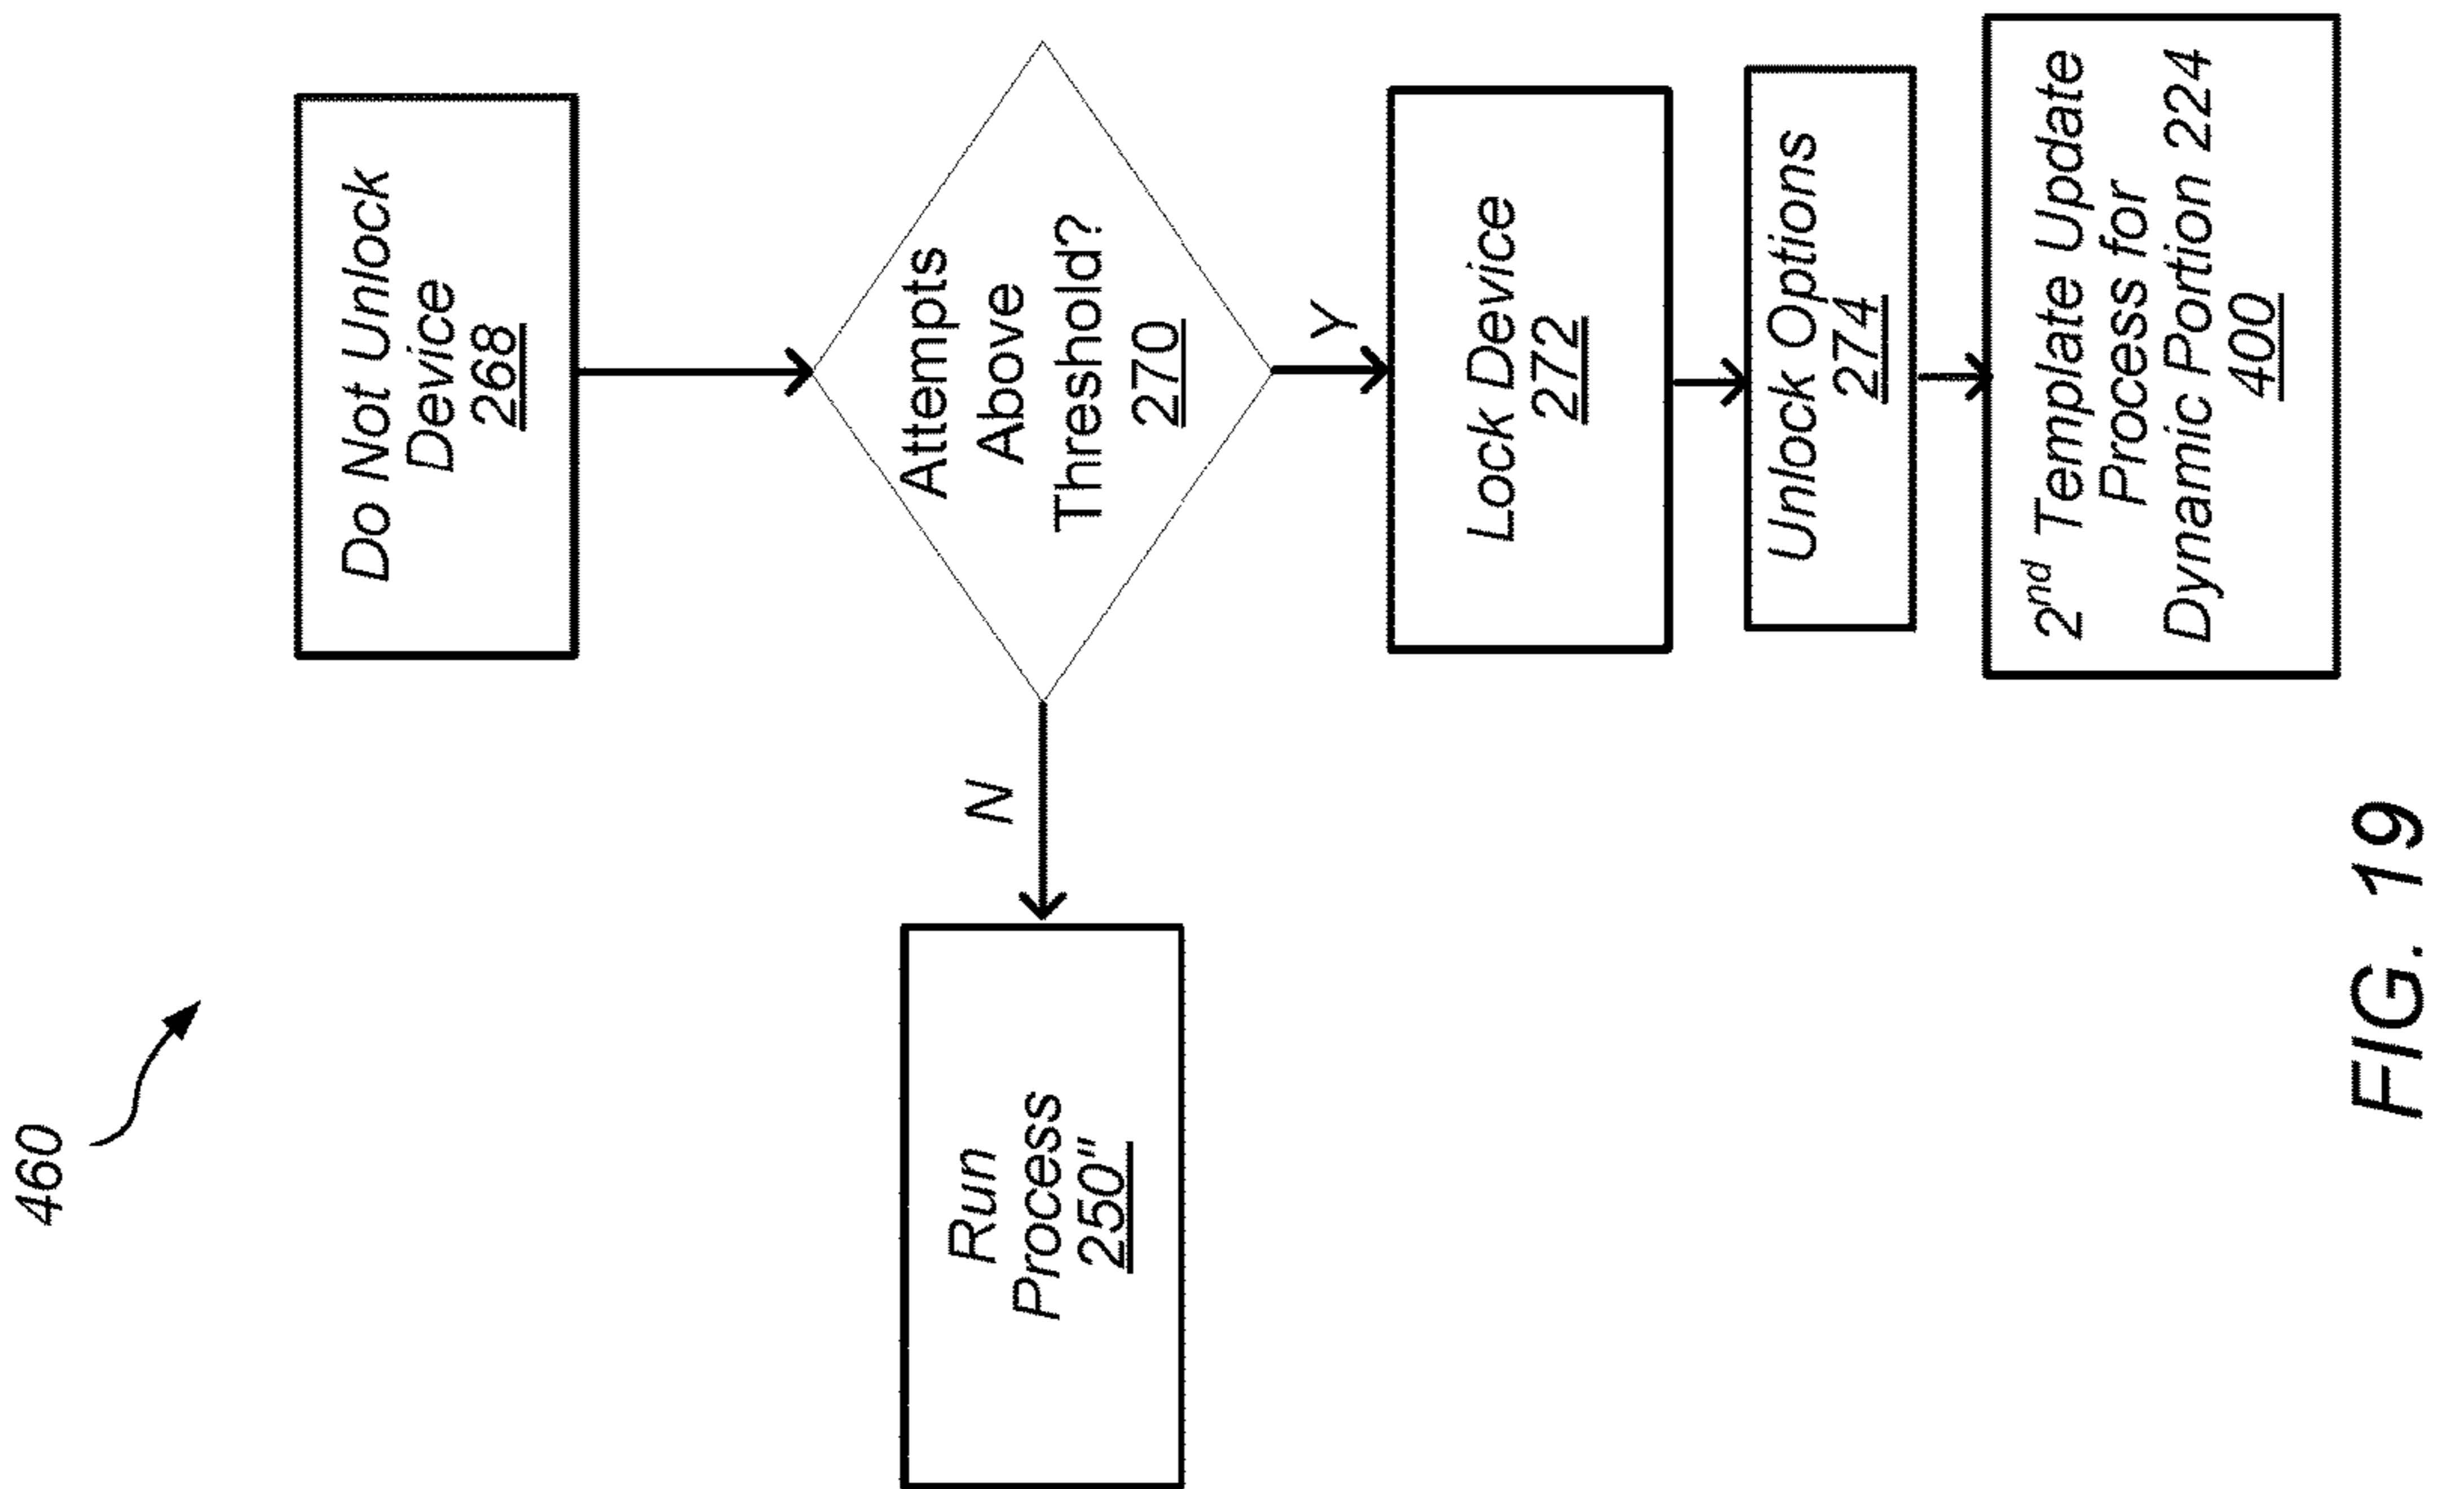 460
Do Not Unlock
Device
268
Attempts
Above
Threshold?
270
N
Y
Run
Process
250"
Lock Device
272
Unlock Options
274
2nd Template Update
Process for
Dynamic Portion 224
400
FIG. 19